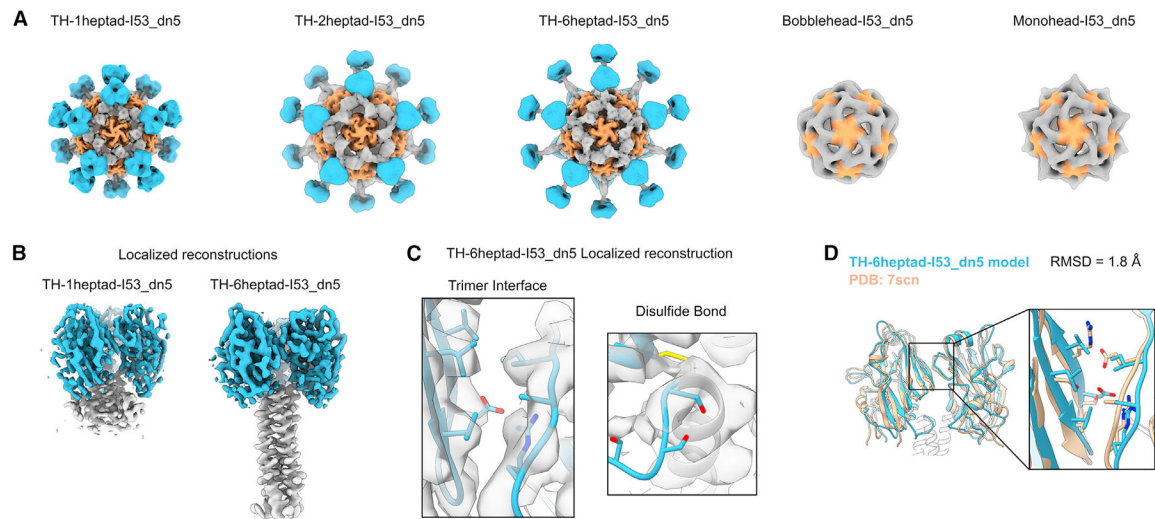 A
TH-1heptad-I53_dn5 TH-2heptad-I53_dn5 TH-6heptad-I53_dn5 Bobblehead-I53_dn5 Monohead-I53_dn5
B
Localized reconstructions
TH-1heptad-I53_dn5 TH-6heptad-I53_dn5
C
TH-6heptad-I53_dn5 Localized reconstruction
Trimer Interface
Disulfide Bond
D
TH-6heptad-I53_dn5 model RMSD = 1.8 Å
PDB: 7scn